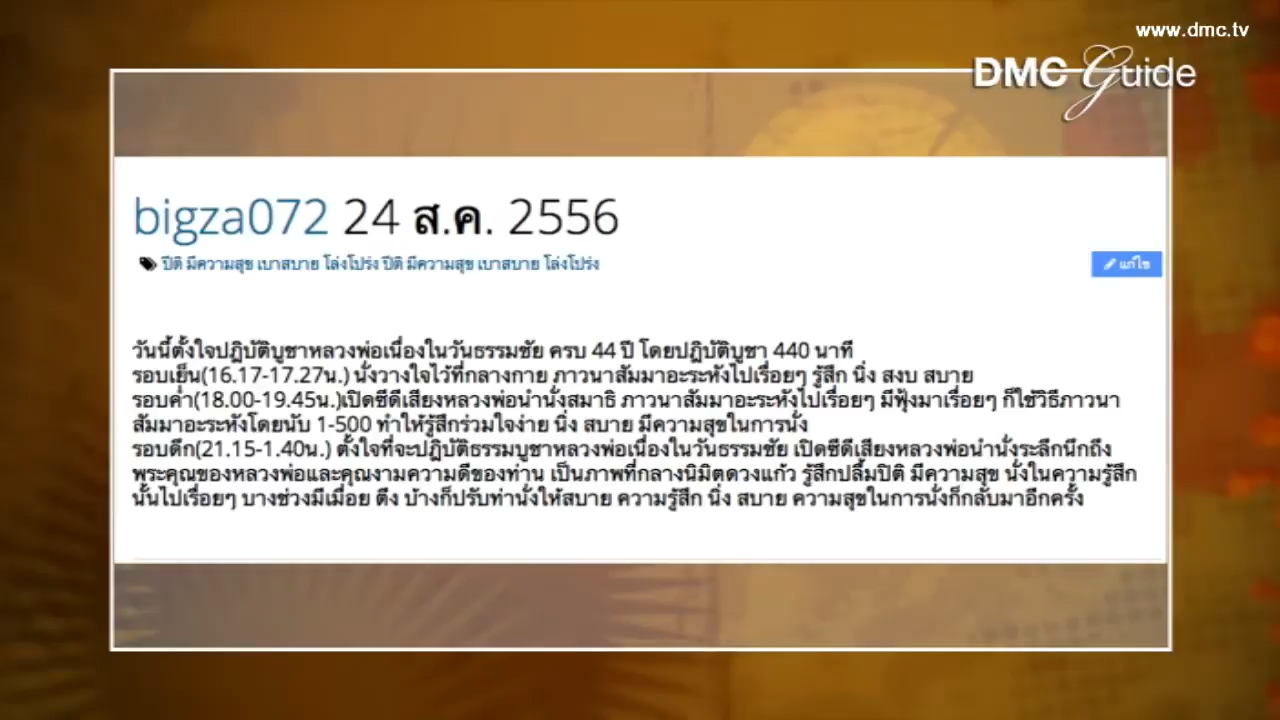 www.dmc.tv
DMC Guide
bigza072 24 ส.ค. 2556
ปีติ มีความสุข เบาสบาย โล่งโปร่ง ปีติ มีความสุข เบาสบาย โล่งโปร่ง
แก้ไข
วันนี้ตั้งใจปฏิบัติบูชาหลวงพ่อเนื่องในวันธรรมชัย ครบ 44 ปี โดยปฏิบัติบูชา 440 นาที
รอบเย็น(16.17-17.27น.) นั่งวางใจไว้ที่กลางกาย ภาวนาสัมมาอะระหังไปเรื่อยๆ รู้สึก นิ่ง สงบ สบาย
รอบค่ำ(18.00-19.45น.)เปิดซีดีเสียงหลวงพ่อนำนั่งสมาธิ ภาวนาสัมมาอะระหังไปเรื่อยๆ มีฟุ้งมาเรื่อยๆ ก็ใช้วิธีภาวนา
สัมมาอะระหังโดยนับ 1-500 ทำให้รู้สึกร่วมใจง่าย นิ่ง สบาย มีความสุขในการนั่ง
รอบดึก(21.15-1.40น.) ตั้งใจที่จะปฏิบัติธรรมบูชาหลวงพ่อเนื่องในวันธรรมชัย เปิดซีดีเสียงหลวงพ่อนำนั่งระลึกนึกถึง
พระคุณของหลวงพ่อและคุณงามความดีของท่าน เป็นภาพที่กลางนิมิตดวงแก้ว รู้สึกปลื้มปิติ มีความสุข นั่งในความรู้สึก
นั้นไปเรื่อยๆ บางช่วงมีเมื่อย ตึง บ้างก็ปรับท่านั่งให้สบาย ความรู้สึก นิ่ง สบาย ความสุขในการนั่งก็กลับมาอีกครั้ง